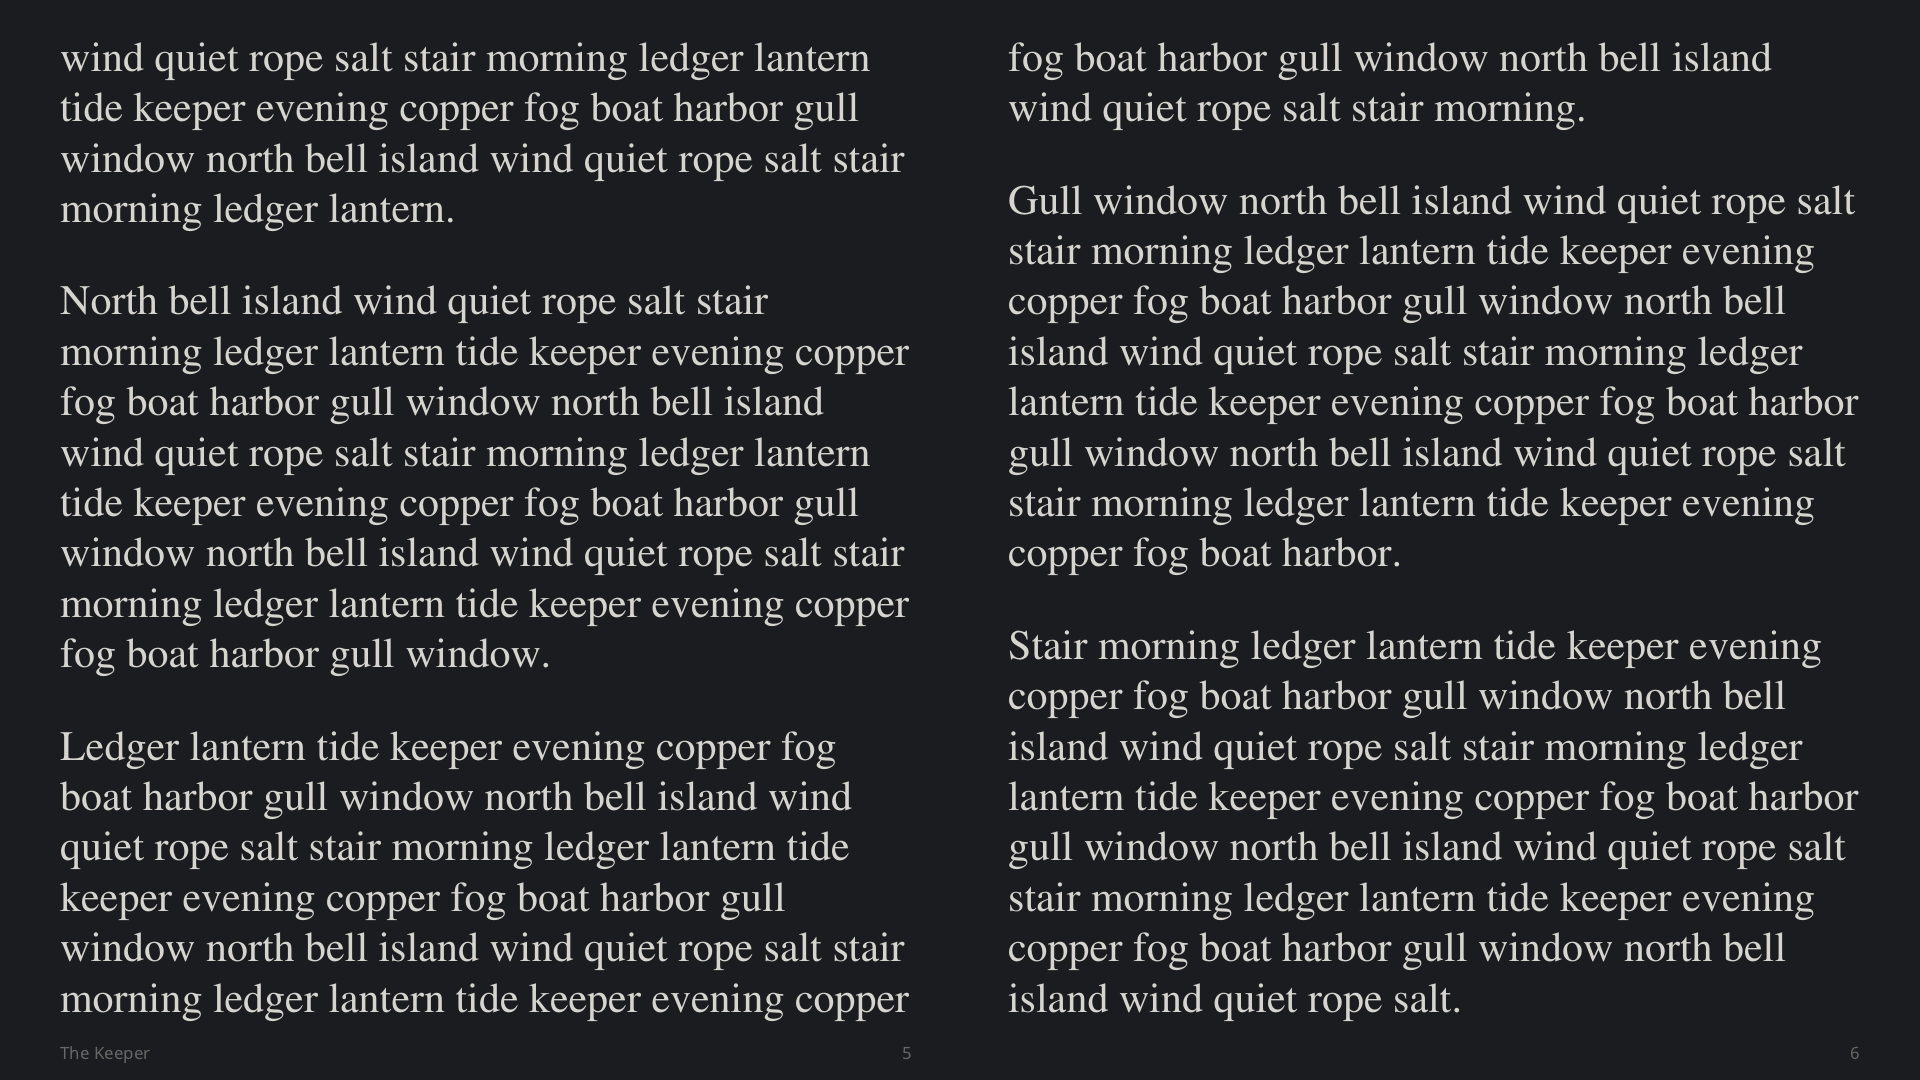 wind quiet rope salt stair morning ledger lantern
tide keeper evening copper fog boat harbor gull
window north bell island wind quiet rope salt stair
morning ledger lantern.
North bell island wind quiet rope salt stair
morning ledger lantern tide keeper evening copper
fog boat harbor gull window north bell island
wind quiet rope salt stair morning ledger lantern
tide keeper evening copper fog boat harbor gull
window north bell island wind quiet rope salt stair
morning ledger lantern tide keeper evening copper
fog boat harbor gull window.
Ledger lantern tide keeper evening copper fog
boat harbor gull window north bell island wind
quiet rope salt stair morning ledger lantern tide
keeper evening copper fog boat harbor gull
window north bell island wind quiet rope salt stair
morning ledger lantern tide keeper evening copper
The Keeper 5
fog boat harbor gull window north bell island
wind quiet rope salt stair morning.
Gull window north bell island wind quiet rope salt
stair morning ledger lantern tide keeper evening
copper fog boat harbor gull window north bell
island wind quiet rope salt stair morning ledger
lantern tide keeper evening copper fog boat harbor
gull window north bell island wind quiet rope salt
stair morning ledger lantern tide keeper evening
copper fog boat harbor.
Stair morning ledger lantern tide keeper evening
copper fog boat harbor gull window north bell
island wind quiet rope salt stair morning ledger
lantern tide keeper evening copper fog boat harbor
gull window north bell island wind quiet rope salt
stair morning ledger lantern tide keeper evening
copper fog boat harbor gull window north bell
island wind quiet rope salt.
6